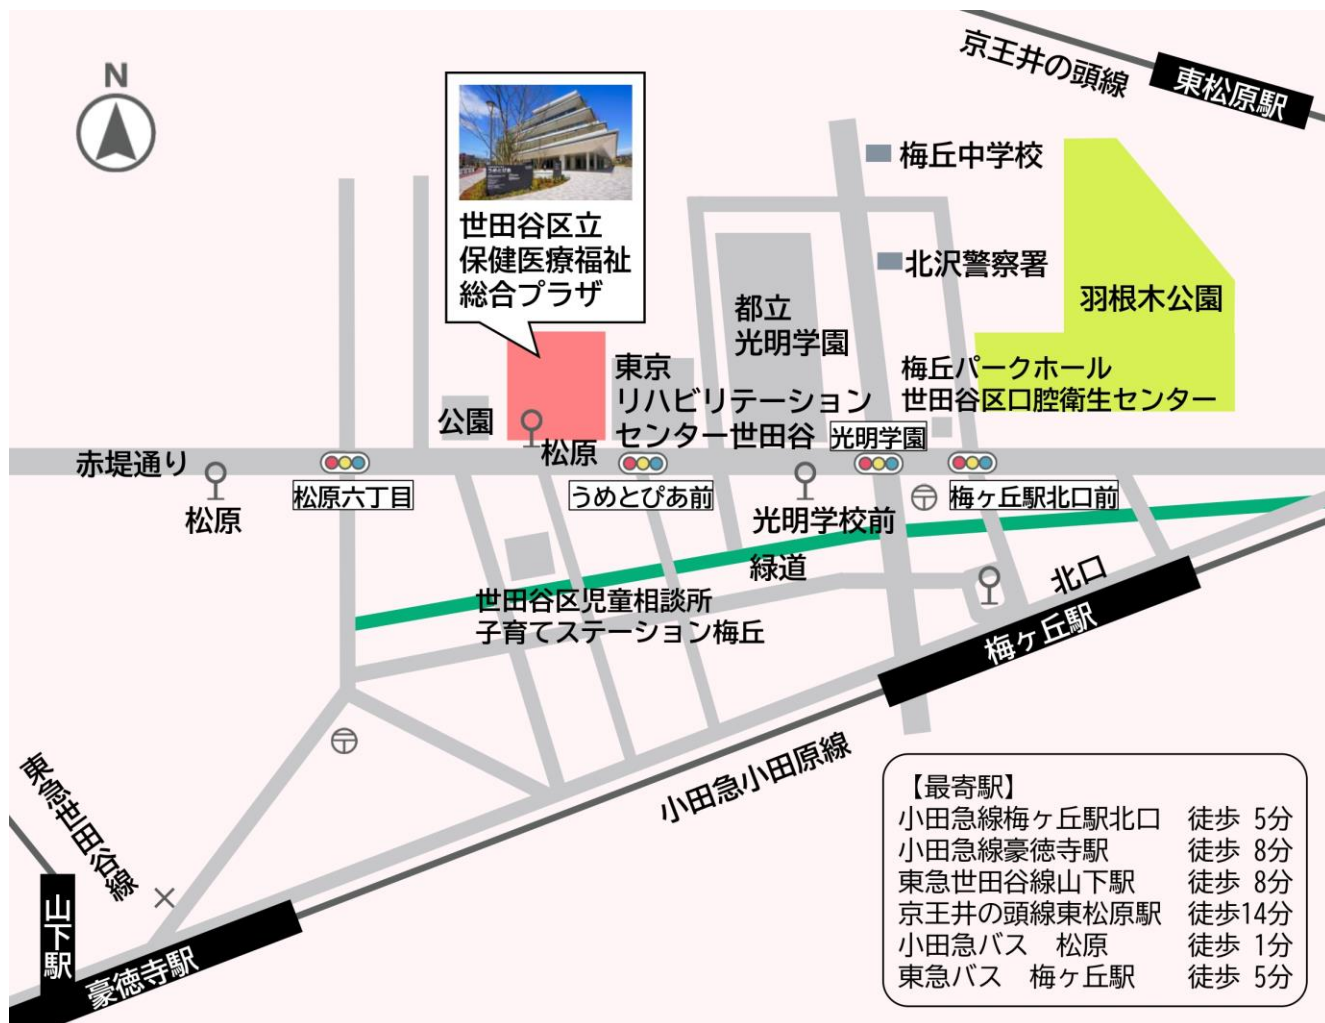 N
京王井の頭線
東松原駅
世田谷区立
保健医療福祉
総合プラザ
梅丘中学校
北沢警察署
羽根木公園
都立
光明学園
東京
リハビリテーション
センター世田谷
梅丘パークホール
世田谷区口腔衛生センター
公園
松原
光明学園
赤堤通り
松原
松原六丁目
うめとぴあ前
光明学校前
梅ヶ丘駅北口前
緑道
北口
世田谷区児童相談所
子育てステーション梅丘
梅ヶ丘駅
小田急小田原線
東急世田谷線
山下駅
豪徳寺駅
【最寄駅】
小田急線梅ヶ丘駅北口 徒歩 5分
小田急線豪徳寺駅 徒歩 8分
東急世田谷線山下駅 徒歩 8分
京王井の頭線東松原駅 徒歩14分
小田急バス 松原 徒歩 1分
東急バス 梅ヶ丘駅 徒歩 5分